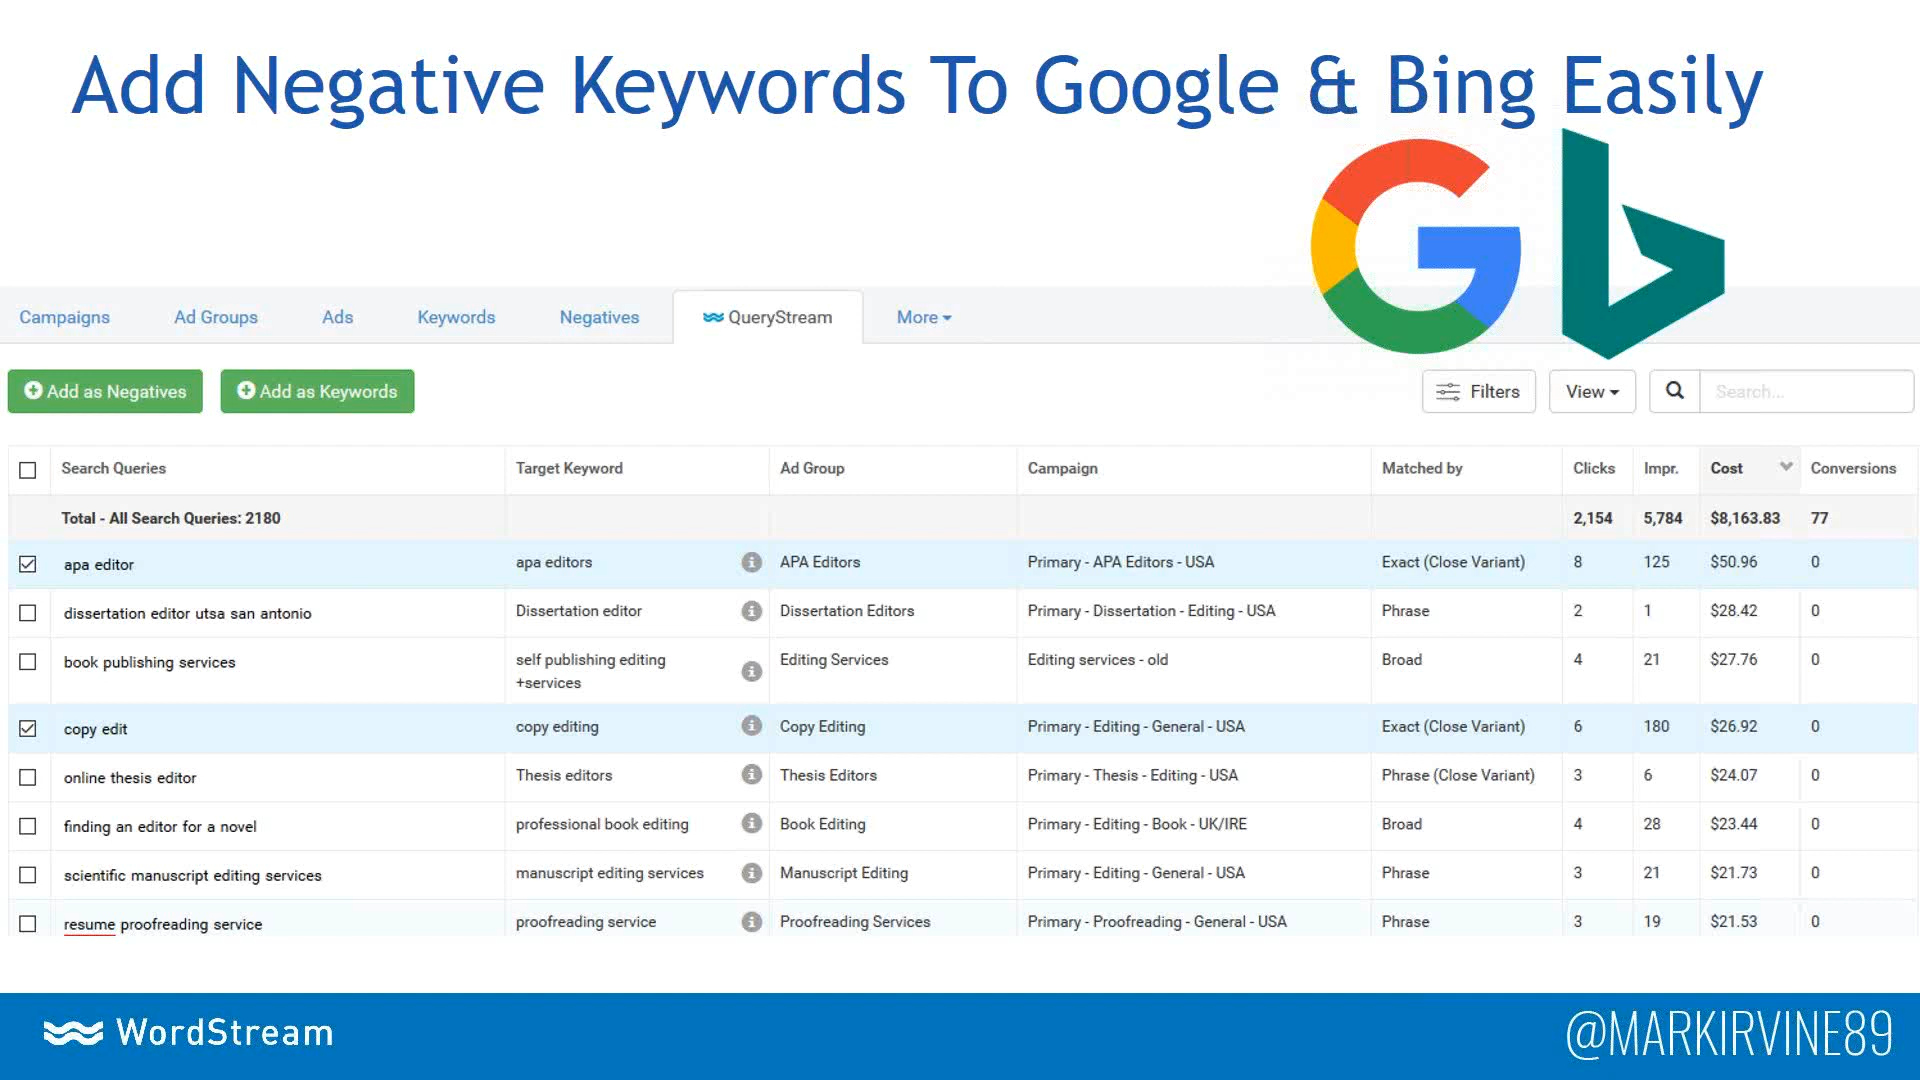 Add Negative Keywords To Google & Bing Easily
Campaigns Ad Groups Ads Keywords Negatives QueryStream More
Add as Negatives Add as Keywords Filters View Search...
Search Queries Target Keyword Ad Group Campaign Matched by Clicks Impr. Cost Conversions
Total - All Search Queries: 2180 2,154 5,784 $8,163.83 77
apa editor apa editors APA Editors Primary - APA Editors - USA Exact (Close Variant) 8 125 $50.96 0
dissertation editor utsa san antonio Dissertation editor Dissertation Editors Primary - Dissertation - Editing - USA Phrase 2 1 $28.42 0
book publishing services self publishing editing Editing Services Editing services - old Broad 4 21 $27.76 0
+services
copy edit copy editing Copy Editing Primary - Editing - General - USA Exact (Close Variant) 6 180 $26.92 0
online thesis editor Thesis editors Thesis Editors Primary - Thesis - Editing - USA Phrase (Close Variant) 3 6 $24.07 0
finding an editor for a novel professional book editing Book Editing Primary - Editing - Book - UK/IRE Broad 4 28 $23.44 0
scientific manuscript editing services manuscript editing services Manuscript Editing Primary - Editing - General - USA Phrase 3 21 $21.73 0
resume proofreading service proofreading service Proofreading Services Primary - Proofreading - General - USA Phrase 3 19 $21.53 0
WordStream @MARKIRVINE89